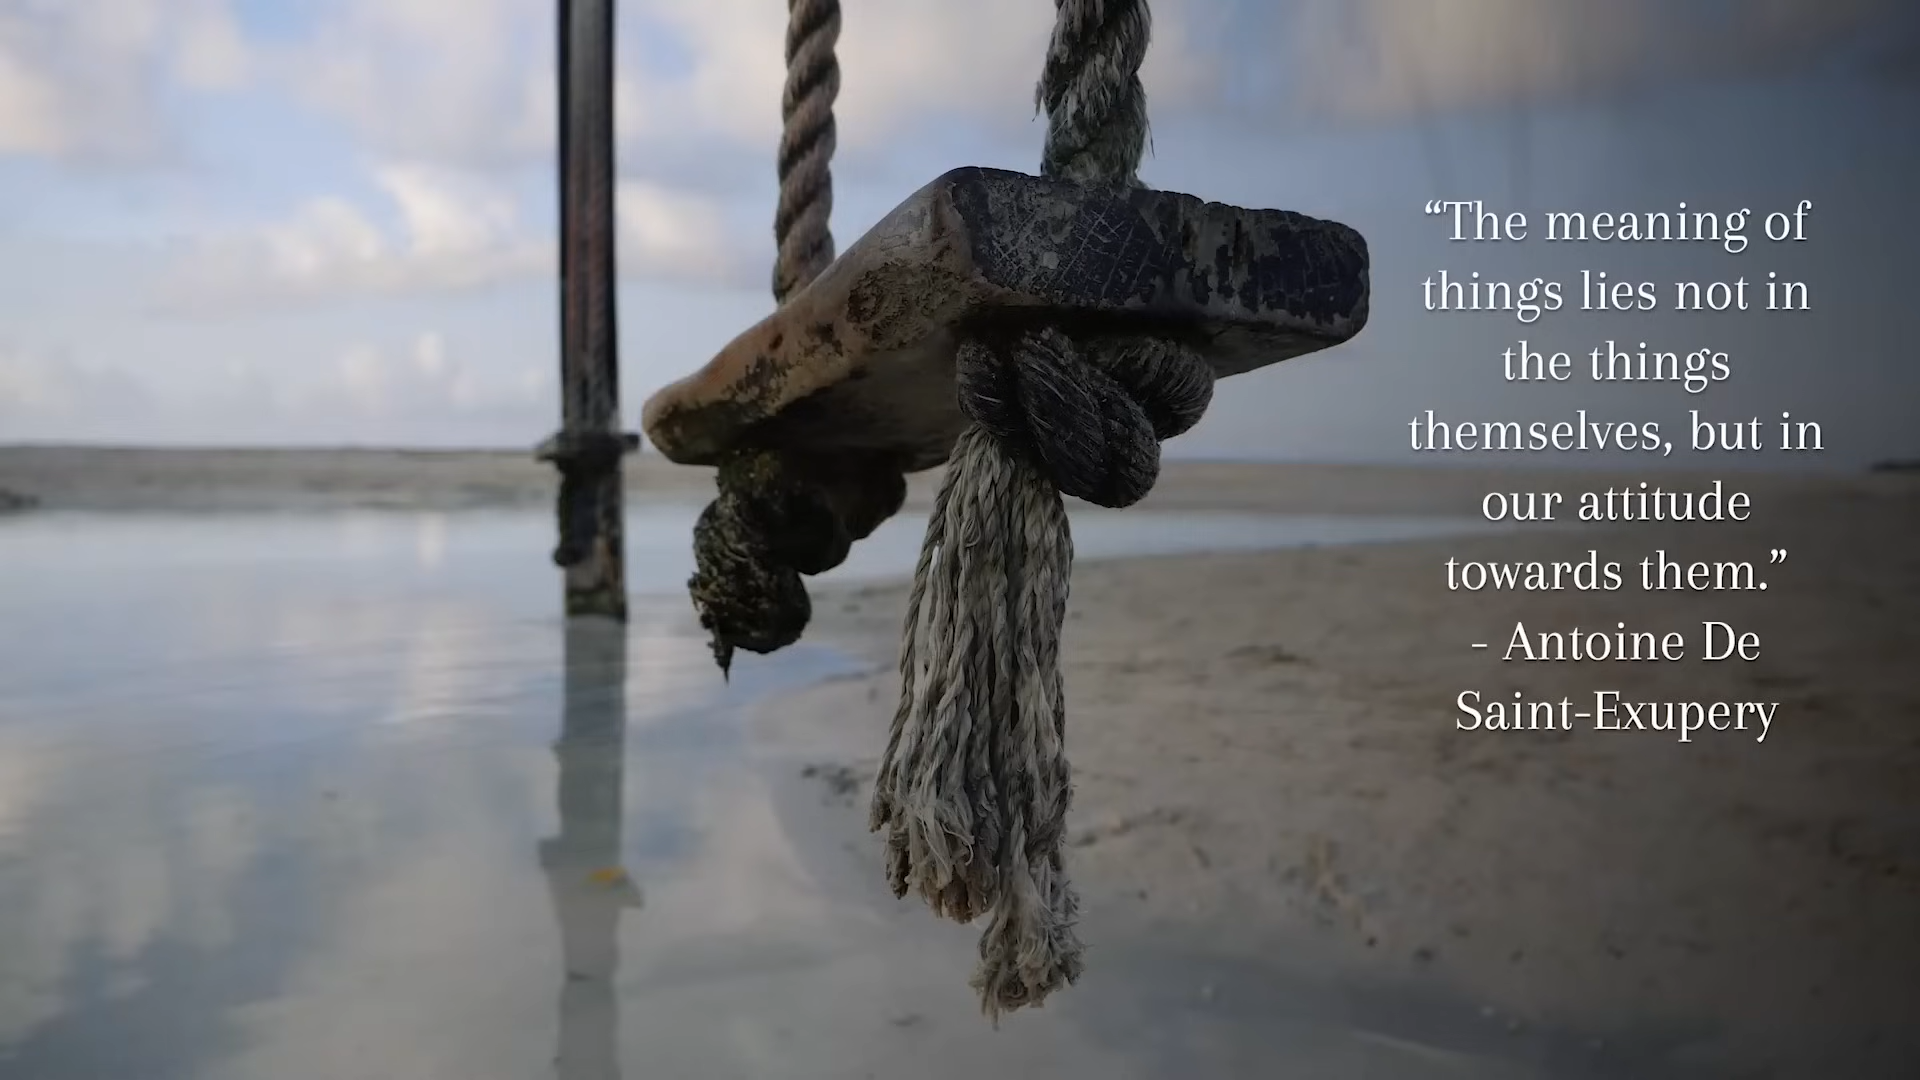 “The meaning of
things lies not in
the things
themselves, but in
our attitude
towards them.”
- Antoine De
Saint-Exupery